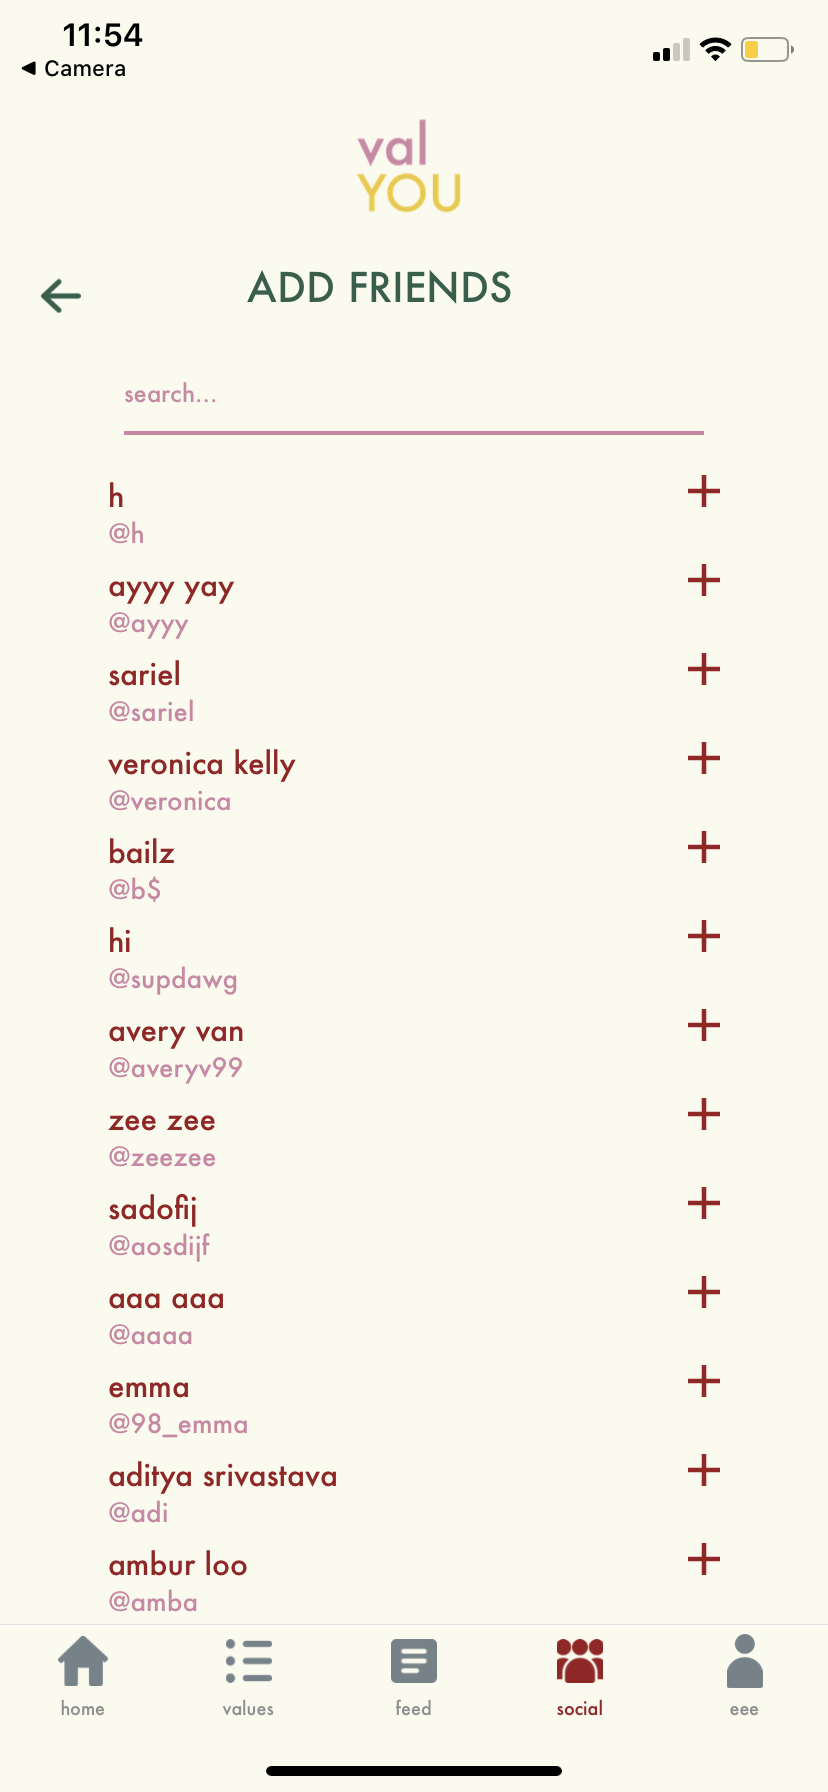 11:54
◀ Camera
val
YOU
ADD FRIENDS
search...
h
@h
ayyy yay
@ayyy
sariel
@sariel
veronica kelly
@veronica
bailz
@b$
hi
@supdawg
avery van
@averyv99
zee zee
@zeezee
sadofij
@aosdijf
aaa aaa
@aaaa
emma
@98_emma
aditya srivastava
@adi
ambur loo
@amba
home values feed social eee